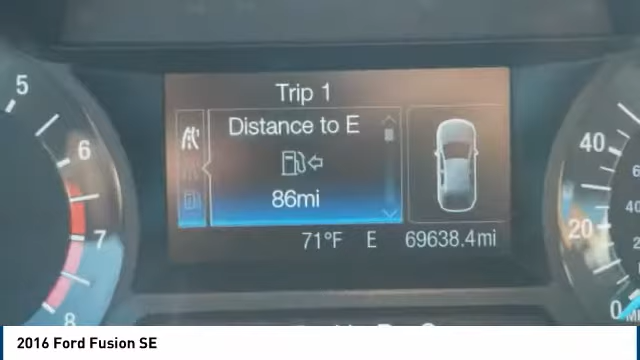 Trip 1
Distance to E
86mi
71°F E 69638.4mi
5
6
7
8
40
20
0
2016 Ford Fusion SE